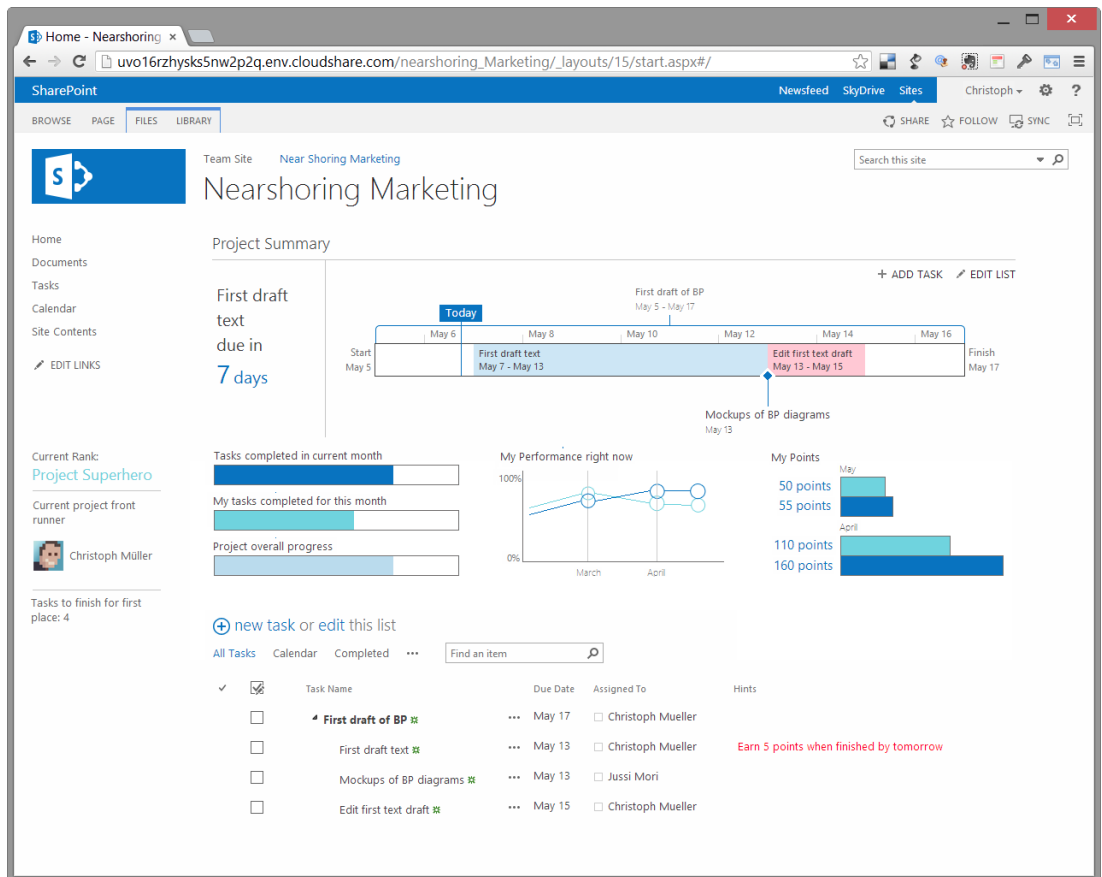 Home - Nearshoring
uvo16rzhysks5nw2p2q.env.cloudshare.com/nearshoring_Marketing/_layouts/15/start.aspx#/
SharePoint
Newsfeed SkyDrive Sites Christoph ?
BROWSE PAGE FILES LIBRARY
SHARE FOLLOW SYNC
S
Team Site Near Shoring Marketing
Search this site
Nearshoring Marketing
Home
Documents
Tasks
Calendar
Site Contents
EDIT LINKS
Project Summary
+ ADD TASK EDIT LIST
First draft
text
due in
7 days
First draft of BP
May 5 - May 17
Today
May 6 May 8 May 10 May 12 May 14 May 16
Start
May 5
First draft text
May 7 - May 13
Edit first text draft
May 13 - May 15
Finish
May 17
Mockups of BP diagrams
May 13
Current Rank:
Project Superhero
Current project front
runner
Christoph Müller
Tasks to finish for first
place: 4
Tasks completed in current month
My tasks completed for this month
Project overall progress
My Performance right now
100%
0%
March April
My Points
May
50 points
55 points
April
110 points
160 points
new task or edit this list
All Tasks Calendar Completed ··· Find an item
Task Name Due Date Assigned To Hints
First draft of BP ··· May 17 Christoph Mueller
First draft text ··· May 13 Christoph Mueller Earn 5 points when finished by tomorrow
Mockups of BP diagrams ··· May 13 Jussi Mori
Edit first text draft ··· May 15 Christoph Mueller